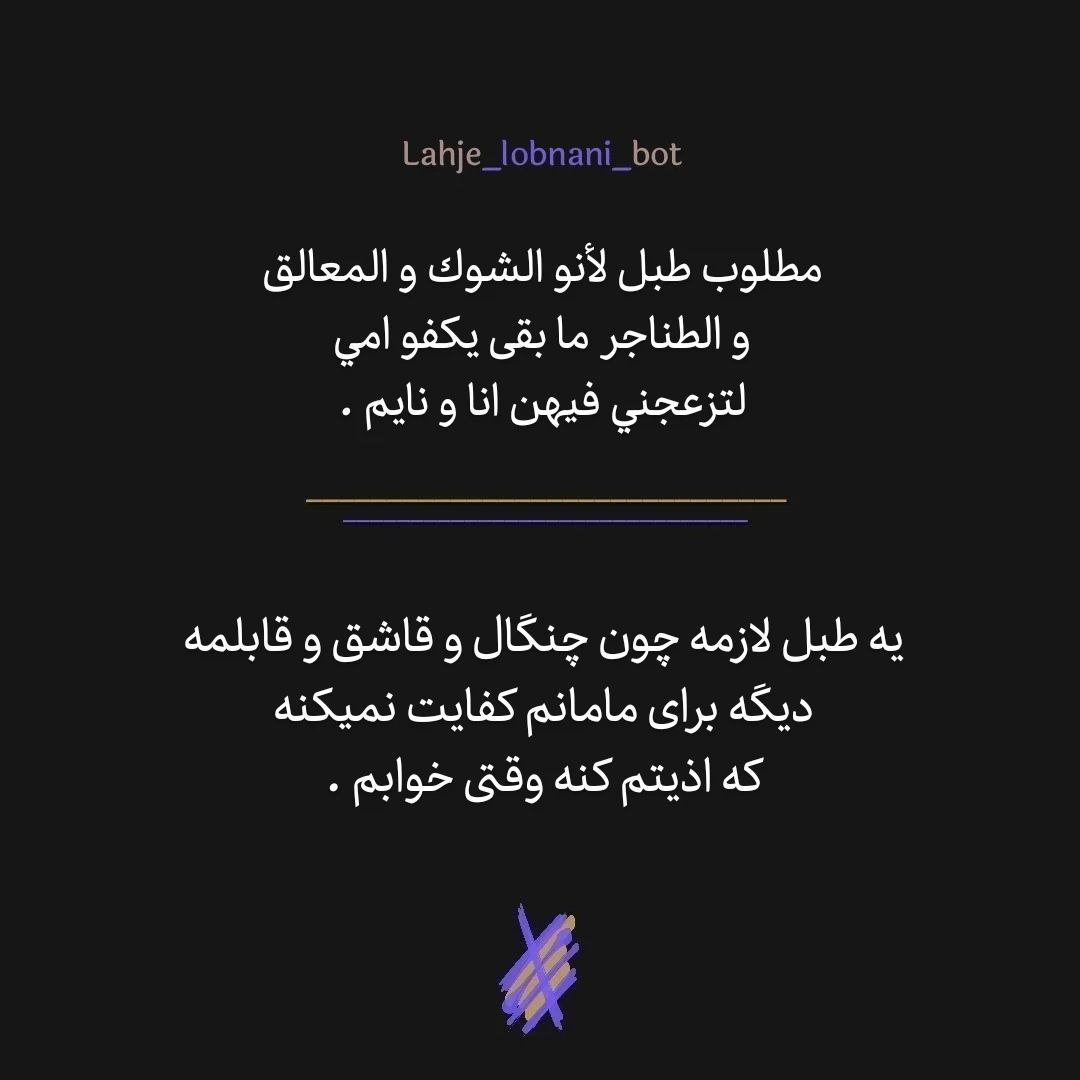 Lahje_lobnani_bot
مطلوب طبل لأنو الشوك و المعالق
و الطناجر ما بقى يكفو امي
لتزعجني فيهن انا و نايم .
يه طبل لازمه چون چنگال و قاشق و قابلمه
دیگه برای مامانم کفایت نمیکنه
که اذیتم کنه وقتی خوابم .